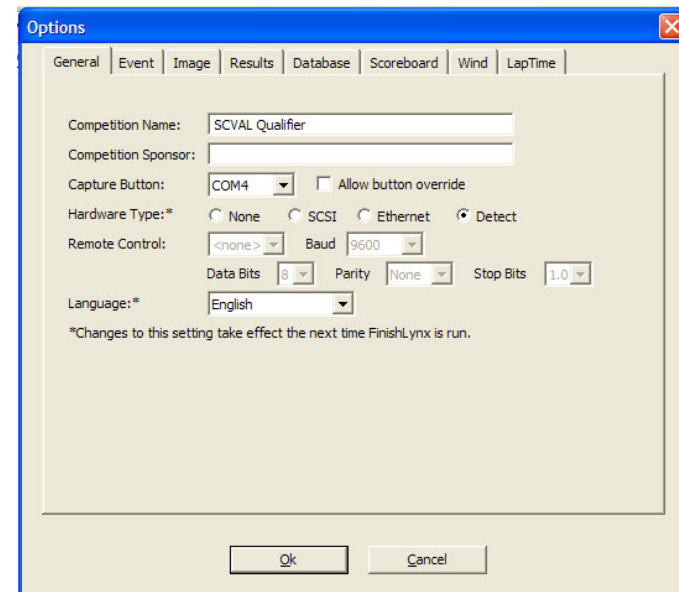 Options
General Event Image Results Database Scoreboard Wind LapTime
Competition Name: SCVAL Qualifier
Competition Sponsor:
Capture Button: COM4 Allow button override
Hardware Type:* None SCSI Ethernet Detect
Remote Control: <none> Baud 9600
Data Bits 8 Parity None Stop Bits 1.0
Language:* English
*Changes to this setting take effect the next time FinishLynx is run.
Ok Cancel